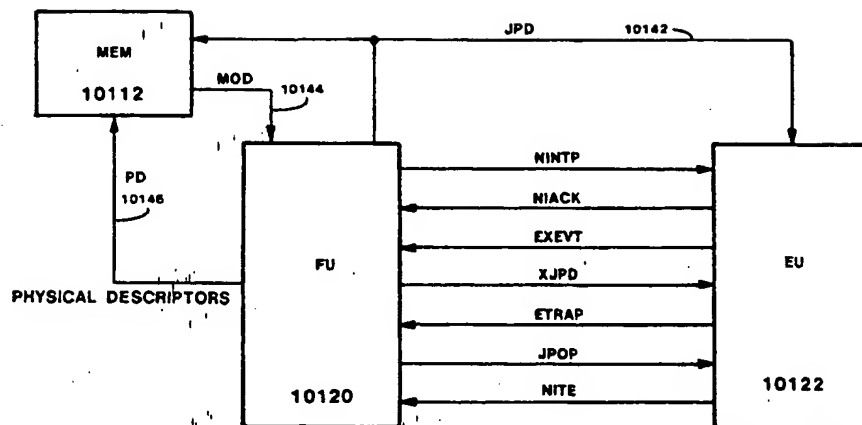 JPD
10142
MEM
10112
MOD
10144
PD
10146
PHYSICAL DESCRIPTORS
FU
10120
NINTP
NIACK
EXEVT
XJPD
ETRAP
JPOP
NITE
EU
10122